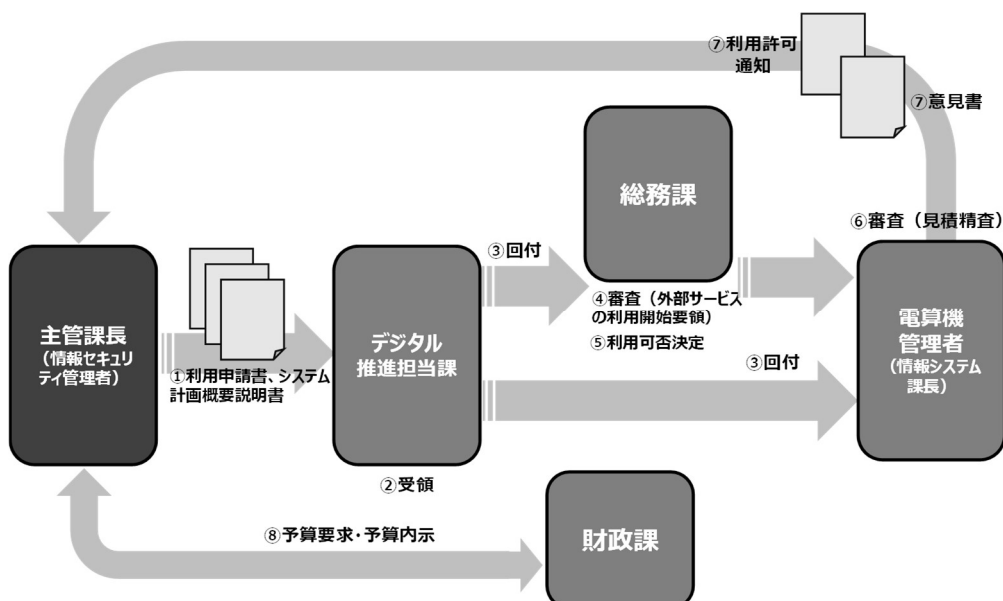 ⑦利用許可
通知
⑦意見書
総務課
⑥審査（見積精査）
③回付
主管課長
（情報セキュリ
ティ管理者）
デジタル
推進担当課
④審査（外部サービス
の利用開始要領）
⑤利用可否決定
電算機
管理者
（情報システム
課長）
①利用申請書、システム
計画概要説明書
③回付
②受領
⑧予算要求・予算内示
財政課